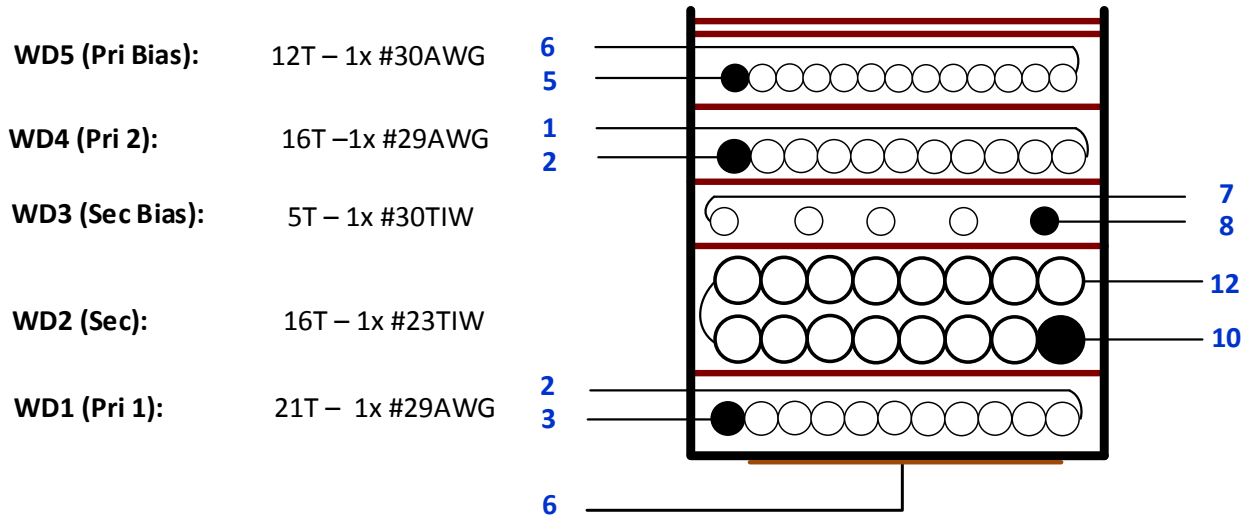 WD5 (Pri Bias): 12T – 1x #30AWG 6
5
WD4 (Pri 2): 16T –1x #29AWG 1
2
WD3 (Sec Bias): 5T – 1x #30TIW 7
8
WD2 (Sec): 16T – 1x #23TIW 12
10
WD1 (Pri 1): 21T – 1x #29AWG 2
3
6